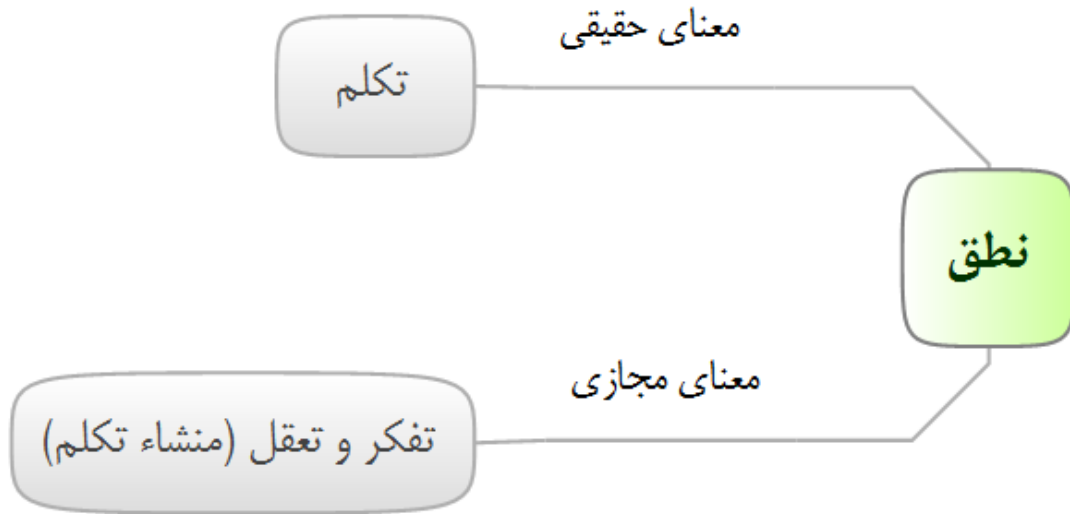 نطق
معنای حقیقی
تکلم
معنای مجازی
تفکر و تعقل (منشاء تکلم)